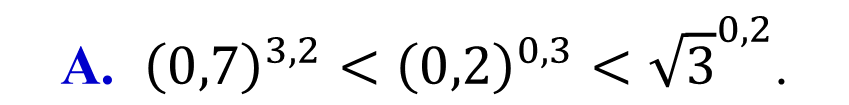 A. (0,7)^{3,2} < (0,2)^{0,3} < √3^{0,2}.